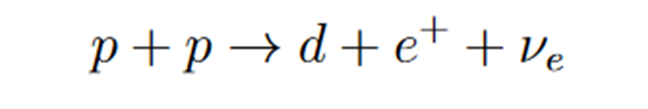 p + p → d + e⁺ + νₑ